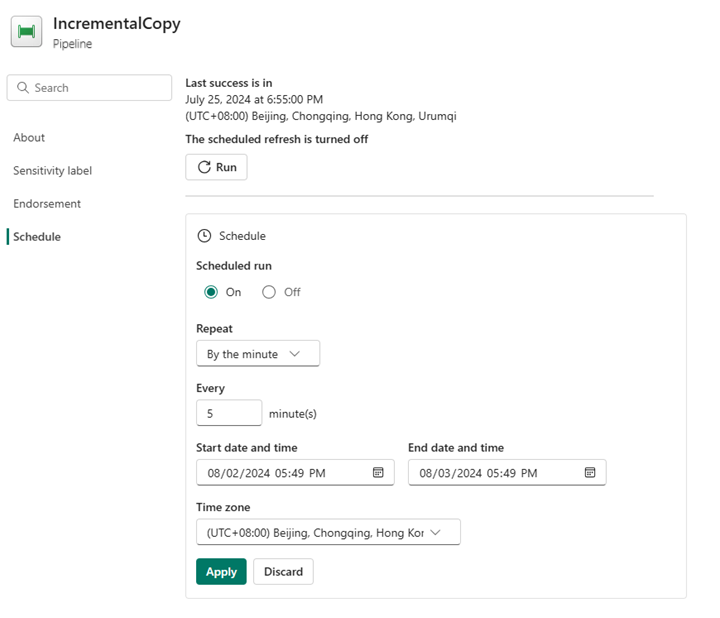 IncrementalCopy
Pipeline
Search
About
Sensitivity label
Endorsement
Schedule
Last success is in
July 25, 2024 at 6:55:00 PM
(UTC+08:00) Beijing, Chongqing, Hong Kong, Urumqi
The scheduled refresh is turned off
Run
Schedule
Scheduled run
On Off
Repeat
By the minute
Every
5 minute(s)
Start date and time End date and time
08/02/2024 05:49 PM 08/03/2024 05:49 PM
Time zone
(UTC+08:00) Beijing, Chongqing, Hong Kor
Apply Discard